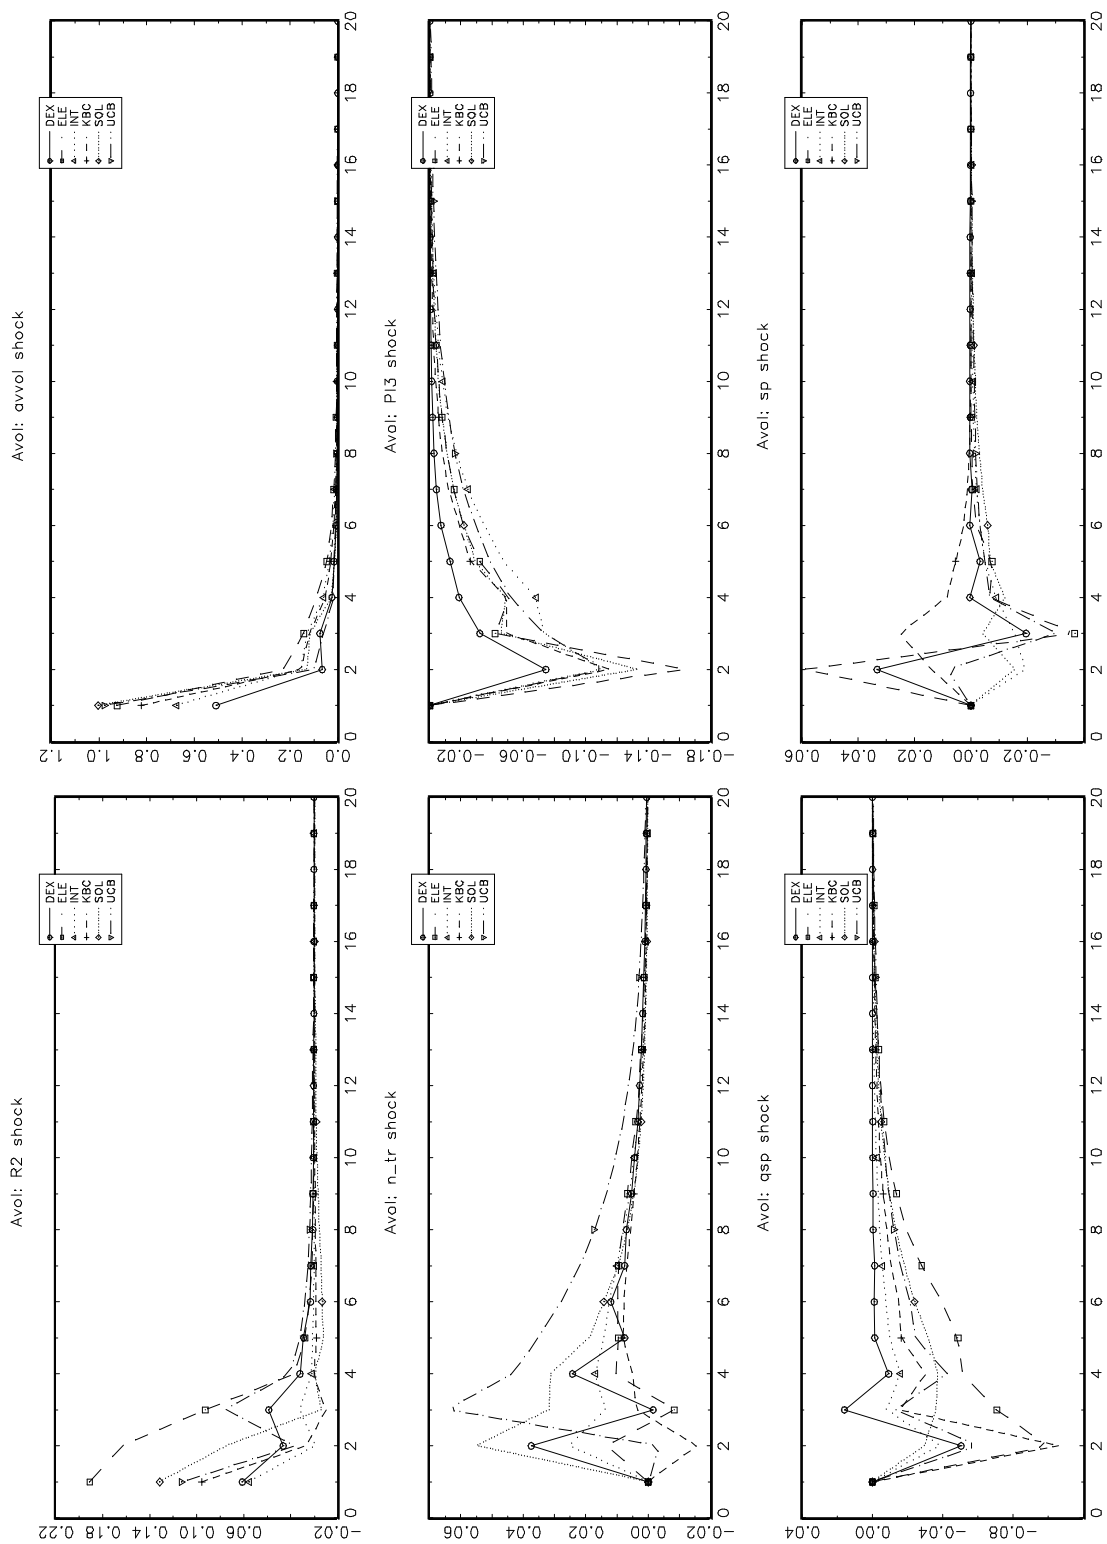 Avol; R2 shock
0.22
0.18
0.14
0.10
0.06
−0.02
0 2 4 6 8 10 12 14 16 18 20
DEX
ELE
INT
KBC
SOL
UCB
Avol; avvol shock
1.2
1.0
0.8
0.6
0.4
0.2
0.0
0 2 4 6 8 10 12 14 16 18 20
DEX
ELE
INT
KBC
SOL
UCB
Avol; n_tr shock
0.06
0.04
0.02
0.00
−0.02
0 2 4 6 8 10 12 14 16 18 20
DEX
ELE
INT
KBC
SOL
UCB
Avol; PI3 shock
−0.02
−0.06
−0.10
−0.14
−0.18
0 2 4 6 8 10 12 14 16 18 20
DEX
ELE
INT
KBC
SOL
UCB
Avol; qsp shock
0.04
0.00
−0.04
−0.08
0 2 4 6 8 10 12 14 16 18 20
DEX
ELE
INT
KBC
SOL
UCB
Avol; sp shock
0.06
0.04
0.02
0.00
−0.02
0 2 4 6 8 10 12 14 16 18 20
DEX
ELE
INT
KBC
SOL
UCB